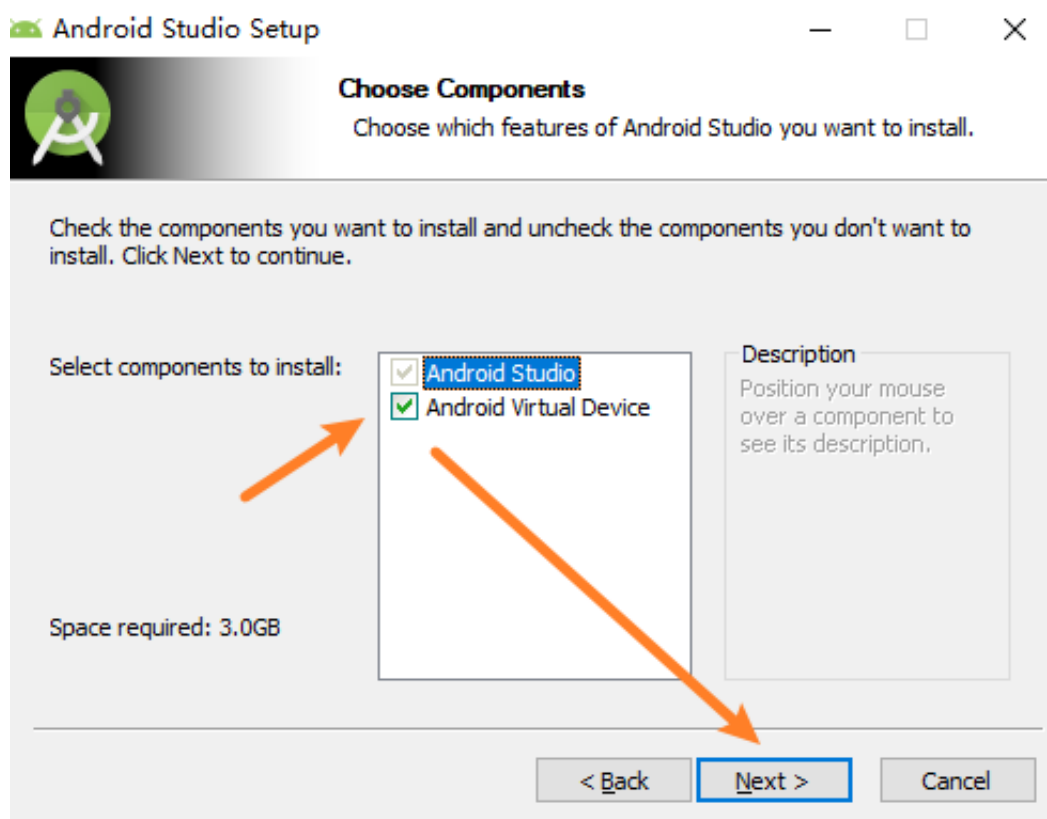 Android Studio Setup
Choose Components
Choose which features of Android Studio you want to install.
Check the components you want to install and uncheck the components you don't want to
install. Click Next to continue.
Select components to install:
Android Studio
Android Virtual Device
Description
Position your mouse
over a component to
see its description.
Space required: 3.0GB
< Back
Next >
Cancel